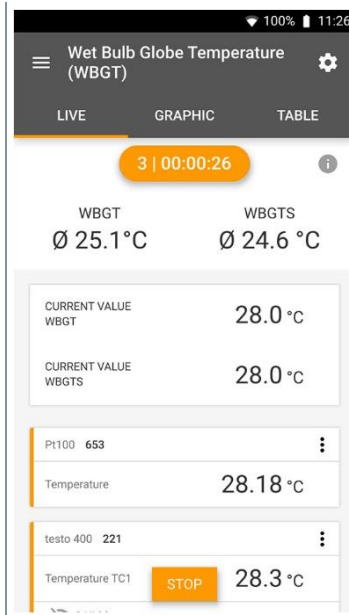 100% 11:26
Wet Bulb Globe Temperature
(WBGT)
LIVE GRAPHIC TABLE
3 | 00:00:26
WBGT WBGTS
Ø 25.1°C Ø 24.6 °C
CURRENT VALUE
WBGT
28.0 °C
CURRENT VALUE
WBGTS
28.0 °C
Pt100 653
Temperature 28.18 °C
testo 400 221
Temperature TC1 STOP 28.3 °C